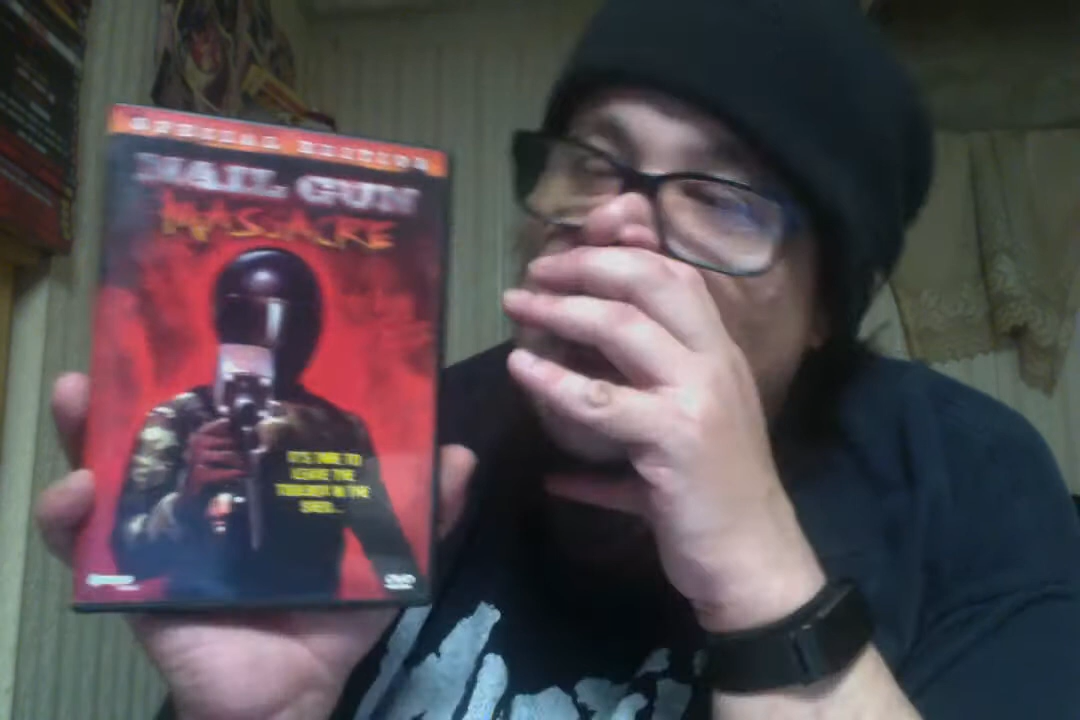 SPECIAL EDITION
NAIL GUN
MASSACRE
IT'S TIME TO
LEAVE THE
TOOLBOX IN THE
SHED...
DVD